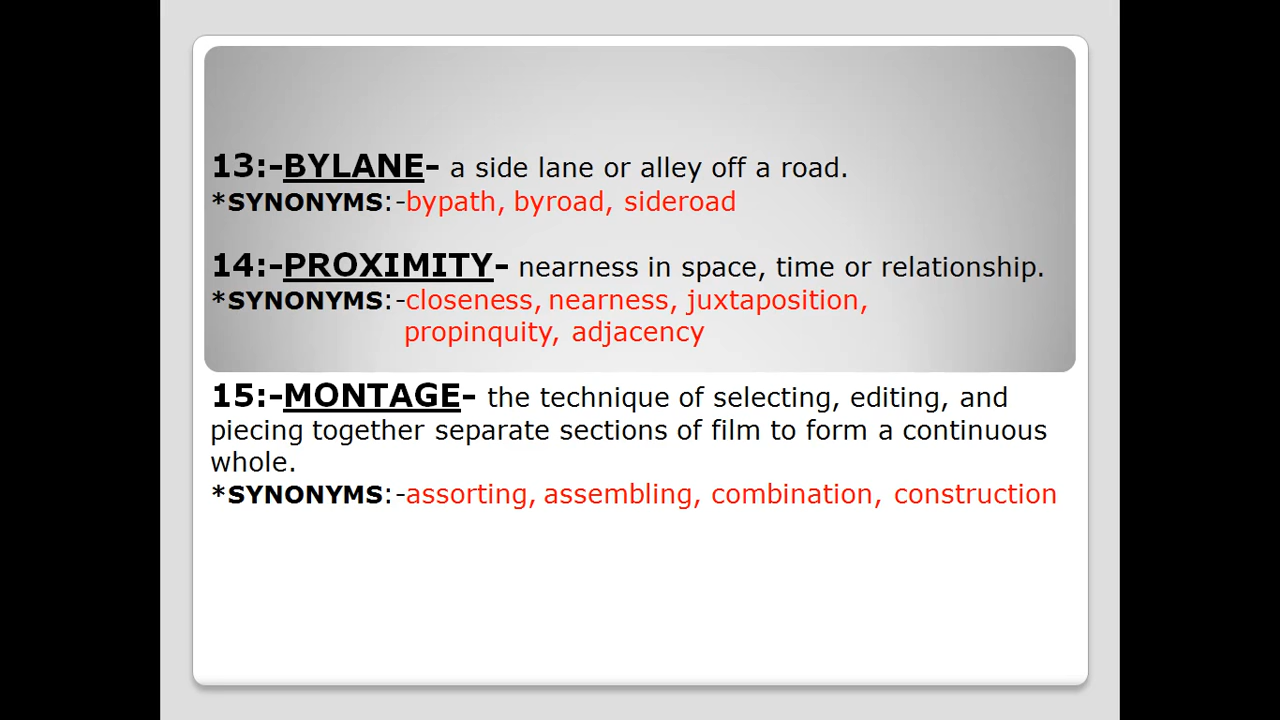 13:-BYLANE- a side lane or alley off a road.
*SYNONYMS:-bypath, byroad, sideroad
14:-PROXIMITY- nearness in space, time or relationship.
*SYNONYMS:-closeness, nearness, juxtaposition,
propinquity, adjacency
15:-MONTAGE- the technique of selecting, editing, and
piecing together separate sections of film to form a continuous
whole.
*SYNONYMS:-assorting, assembling, combination, construction